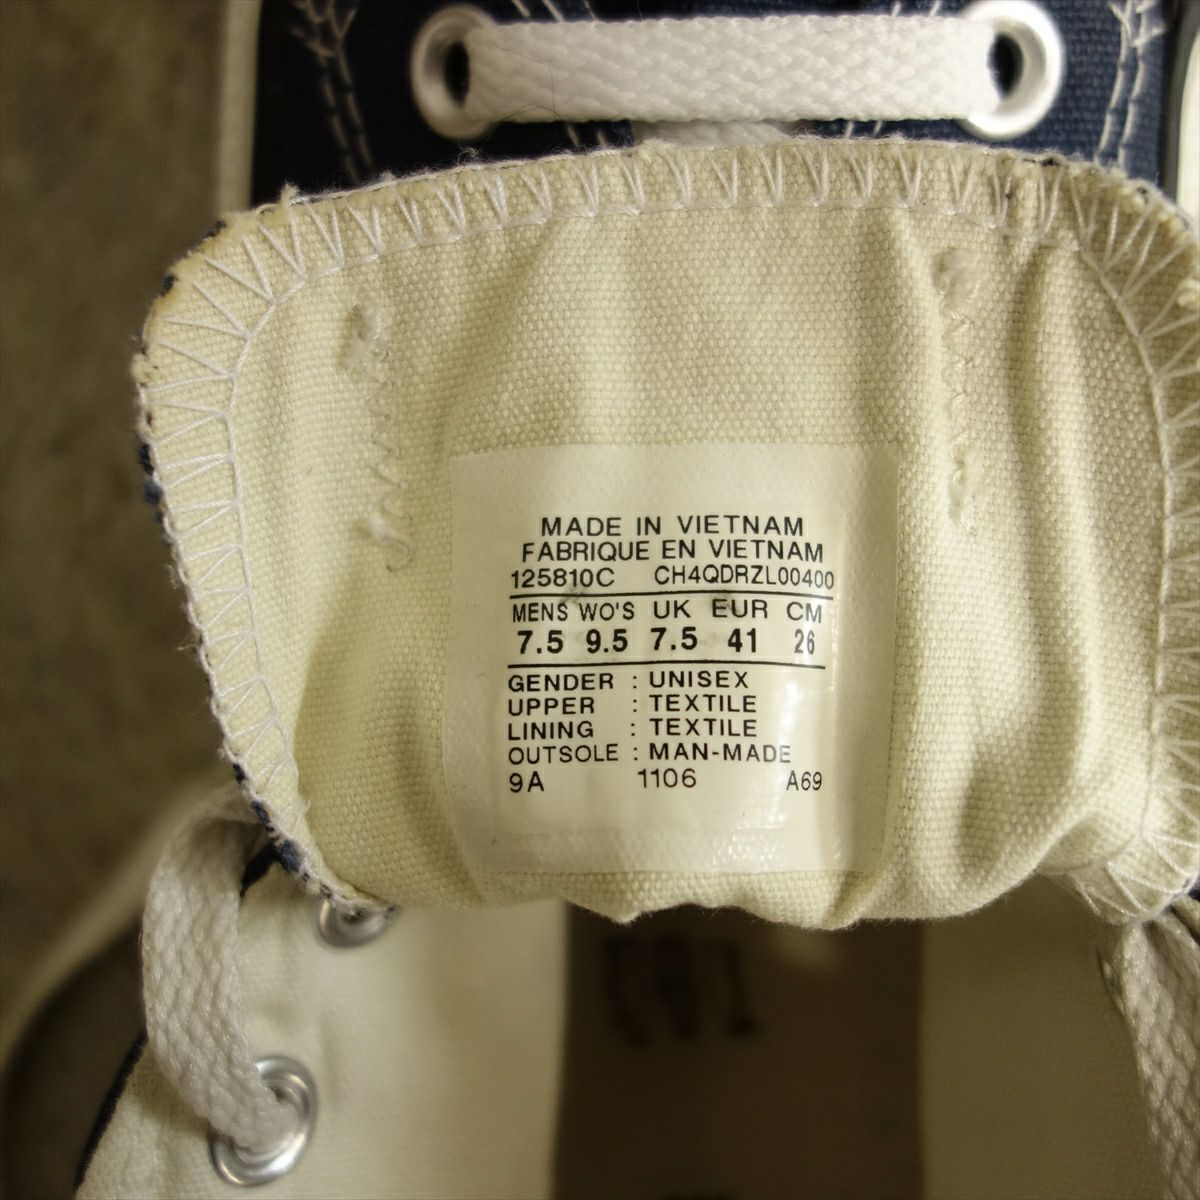 MADE IN VIETNAM
FABRIQUE EN VIETNAM
125810C CH4QDRZL00400
MENS WO'S UK EUR CM
7.5 9.5 7.5 41 26
GENDER : UNISEX
UPPER : TEXTILE
LINING : TEXTILE
OUTSOLE : MAN-MADE
9A 1106 A69